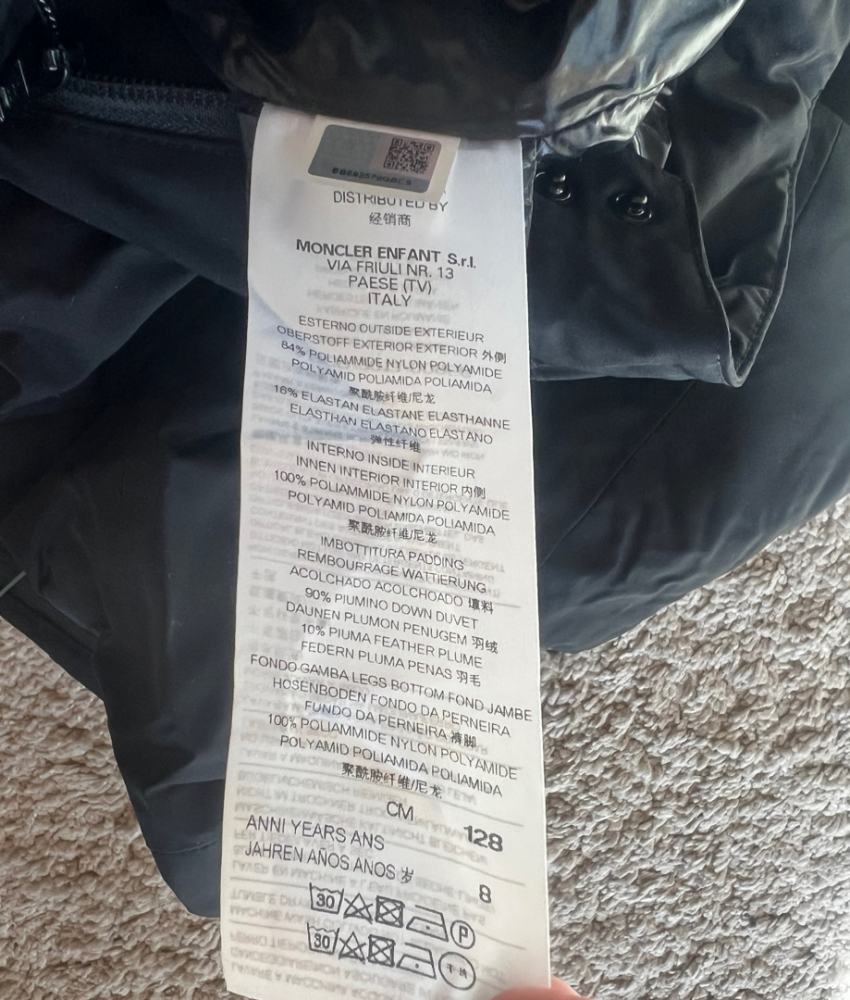 DISTRIBUTED BY
经销商
MONCLER ENFANT S.r.l.
VIA FRIULI NR. 13
PAESE (TV)
ITALY
ESTERNO OUTSIDE EXTERIEUR
OBERSTOFF EXTERIOR EXTERIOR 外侧
84% POLIAMMIDE NYLON POLYAMIDE
POLYAMID POLIAMIDA POLIAMIDA
聚酰胺纤维/尼龙
16% ELASTAN ELASTANE ELASTHANNE
ELASTHAN ELASTANO ELASTANO
弹性纤维
INTERNO INSIDE INTERIEUR
INNEN INTERIOR INTERIOR 内侧
100% POLIAMMIDE NYLON POLYAMIDE
POLYAMID POLIAMIDA POLIAMIDA
聚酰胺纤维/尼龙
IMBOTTITURA PADDING
REMBOURRAGE WATTIERUNG
ACOLCHADO ACOLCHOADO 填料
90% PIUMINO DOWN DUVET
DAUNEN PLUMON PENUGEM 羽绒
10% PIUMA FEATHER PLUME
FEDERN PLUMA PENAS 羽毛
FONDO GAMBA LEGS BOTTOM FOND JAMBE
HOSENBODEN FONDO DA PERNEIRA
FUNDO DA PERNEIRA 裤脚
100% POLIAMMIDE NYLON POLYAMIDE
POLYAMID POLIAMIDA POLIAMIDA
聚酰胺纤维/尼龙
CM 128
ANNI YEARS ANS
JAHREN AÑOS ANOS 岁 8
30 P
30 干洗